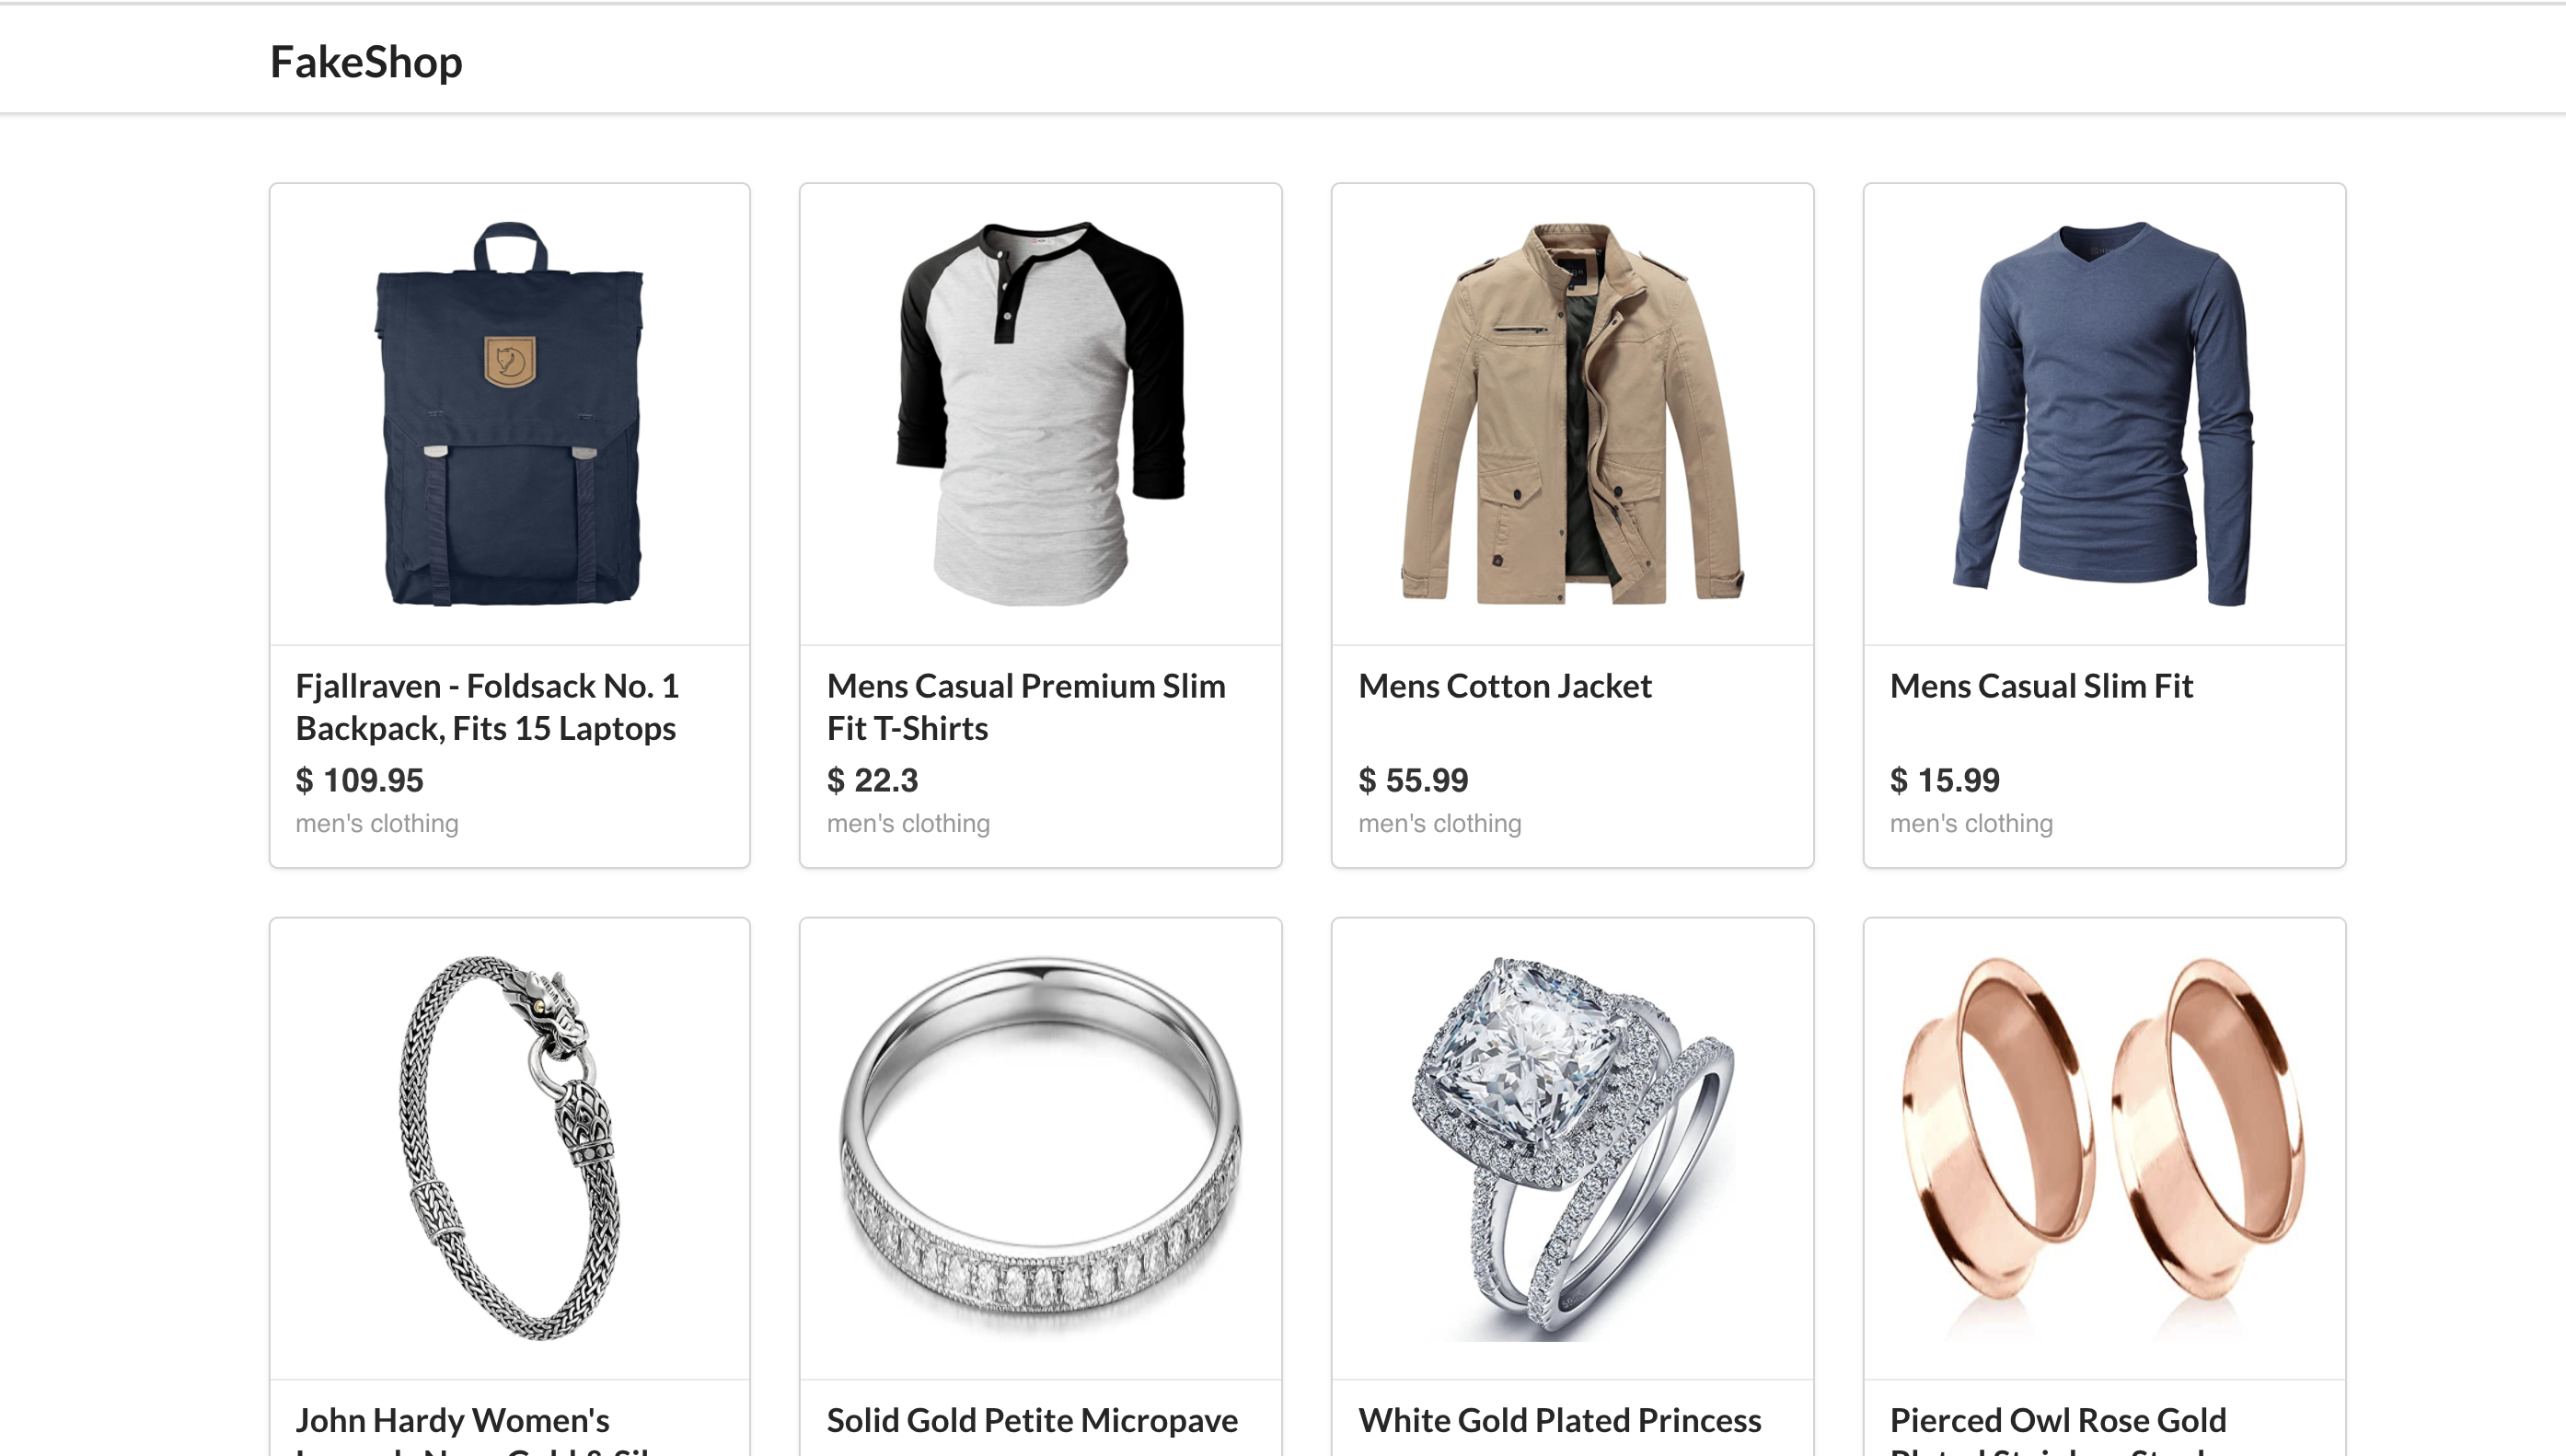 FakeShop
Fjallraven - Foldsack No. 1
Backpack, Fits 15 Laptops
$ 109.95
men's clothing
Mens Casual Premium Slim
Fit T-Shirts
$ 22.3
men's clothing
Mens Cotton Jacket
$ 55.99
men's clothing
Mens Casual Slim Fit
$ 15.99
men's clothing
John Hardy Women's
Solid Gold Petite Micropave
White Gold Plated Princess
Pierced Owl Rose Gold